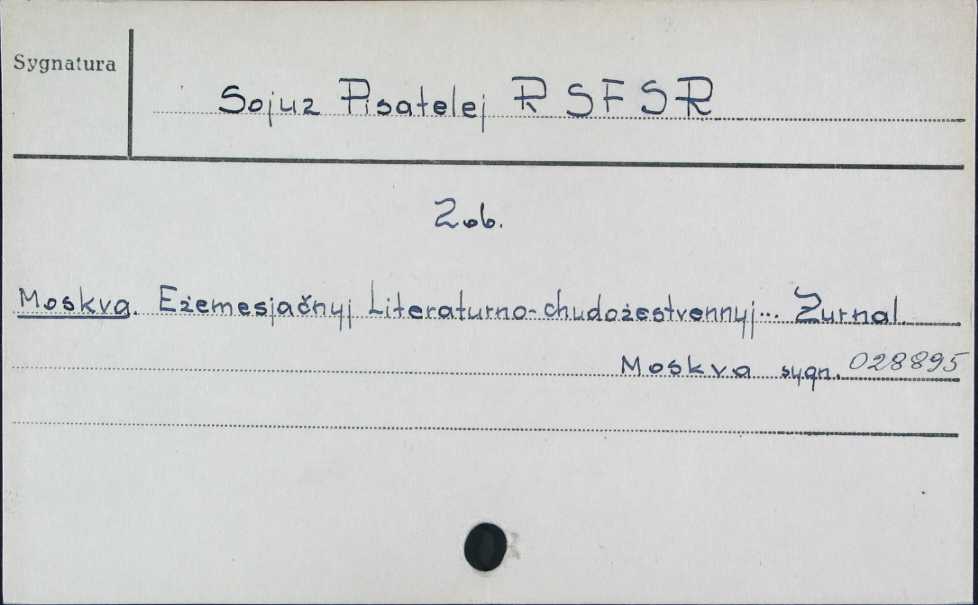 Sygnatura
Sojuz Pisatelej RSFSR
Zob.
Moskva. Eżemesjačnyj Literaturno-chudożestvennyj... Żurnal.
Moskva sygn. 028895